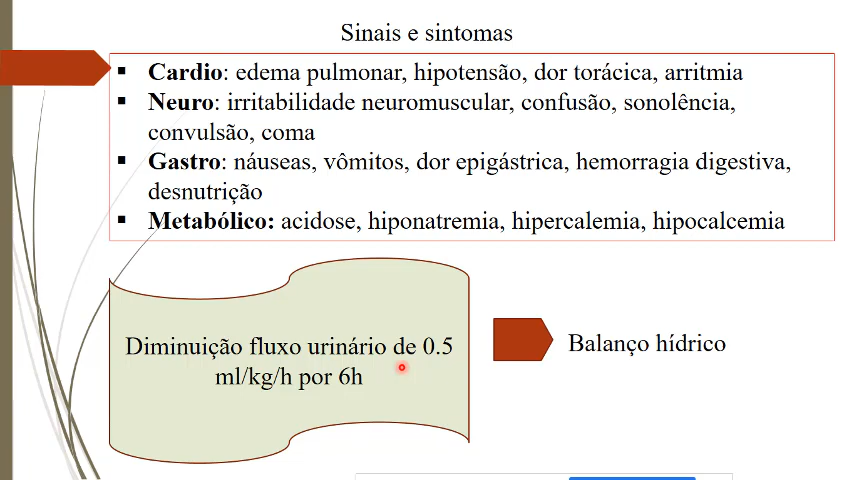 Sinais e sintomas
▪ Cardio: edema pulmonar, hipotensão, dor torácica, arritmia
▪ Neuro: irritabilidade neuromuscular, confusão, sonolência,
convulsão, coma
▪ Gastro: náuseas, vômitos, dor epigástrica, hemorragia digestiva,
desnutrição
▪ Metabólico: acidose, hiponatremia, hipercalemia, hipocalcemia
Diminuição fluxo urinário de 0.5
ml/kg/h por 6h
Balanço hídrico